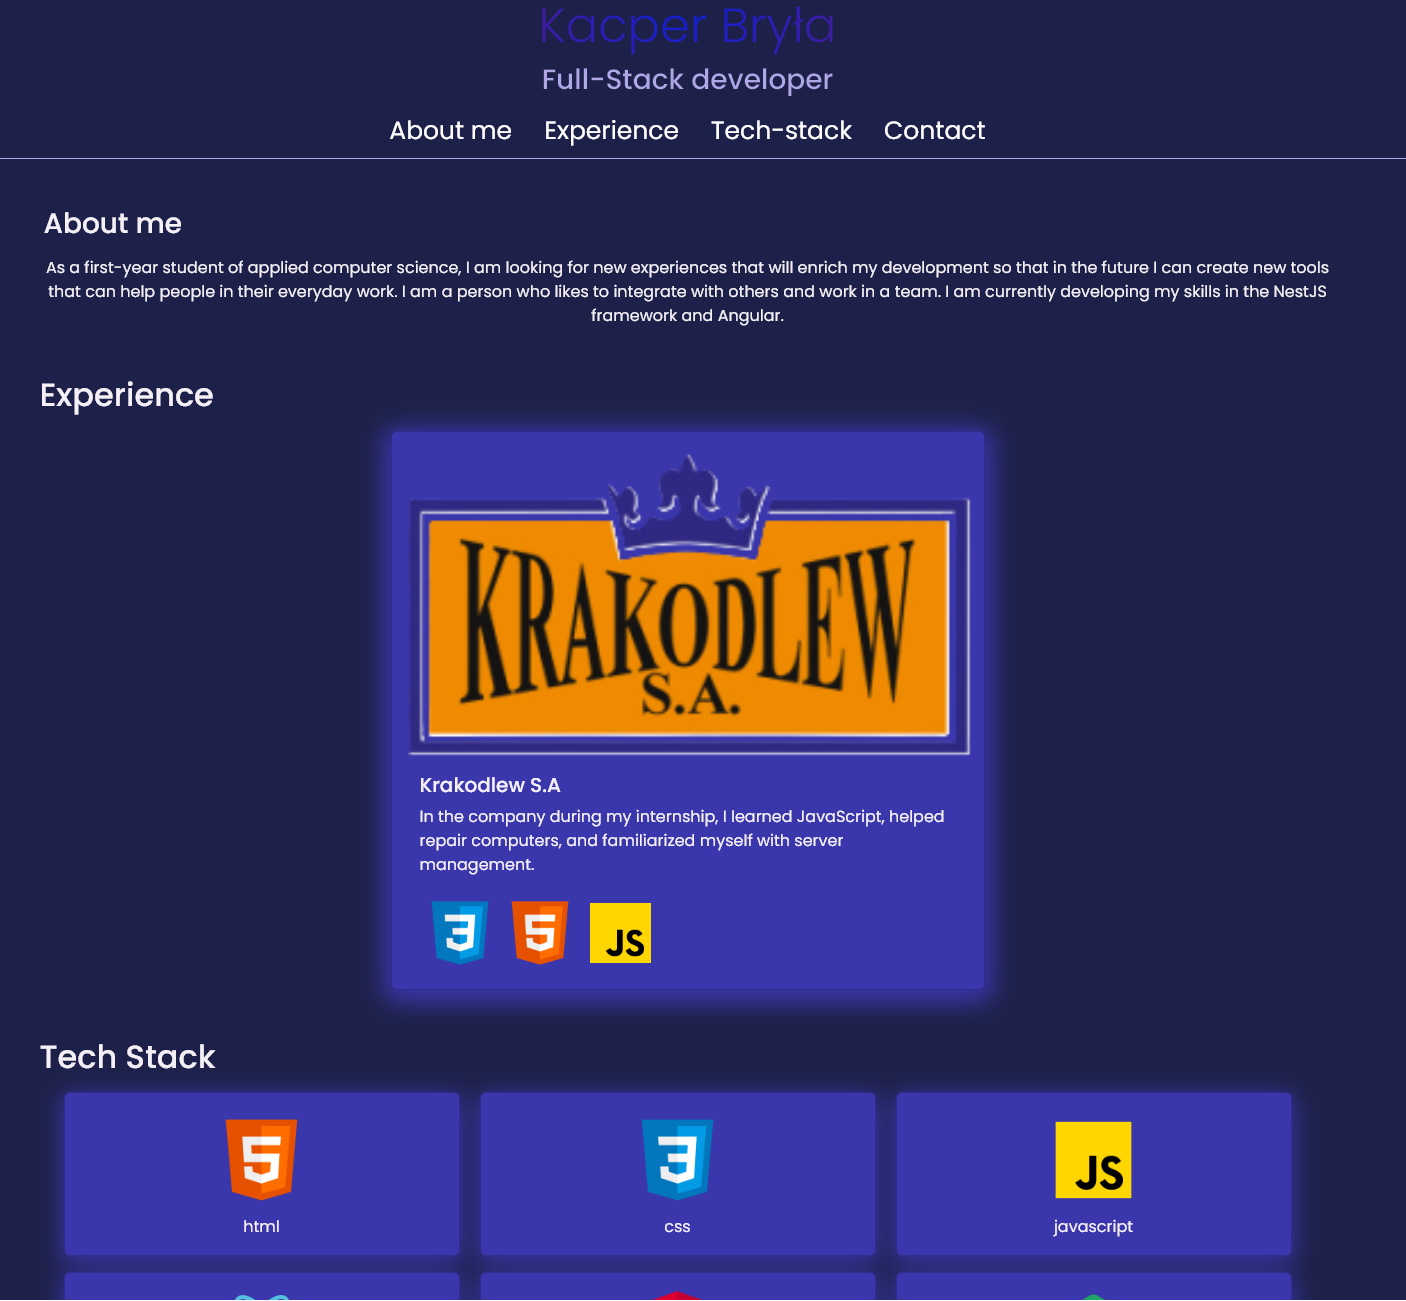 Kacper Bryła
Full-Stack developer
About me Experience Tech-stack Contact
About me
As a first-year student of applied computer science, I am looking for new experiences that will enrich my development so that in the future I can create new tools
that can help people in their everyday work. I am a person who likes to integrate with others and work in a team. I am currently developing my skills in the NestJS
framework and Angular.
Experience
KRAKODLEW
S.A.
Krakodlew S.A
In the company during my internship, I learned JavaScript, helped
repair computers, and familiarized myself with server
management.
3 5 JS
Tech Stack
5 3 JS
html css javascript